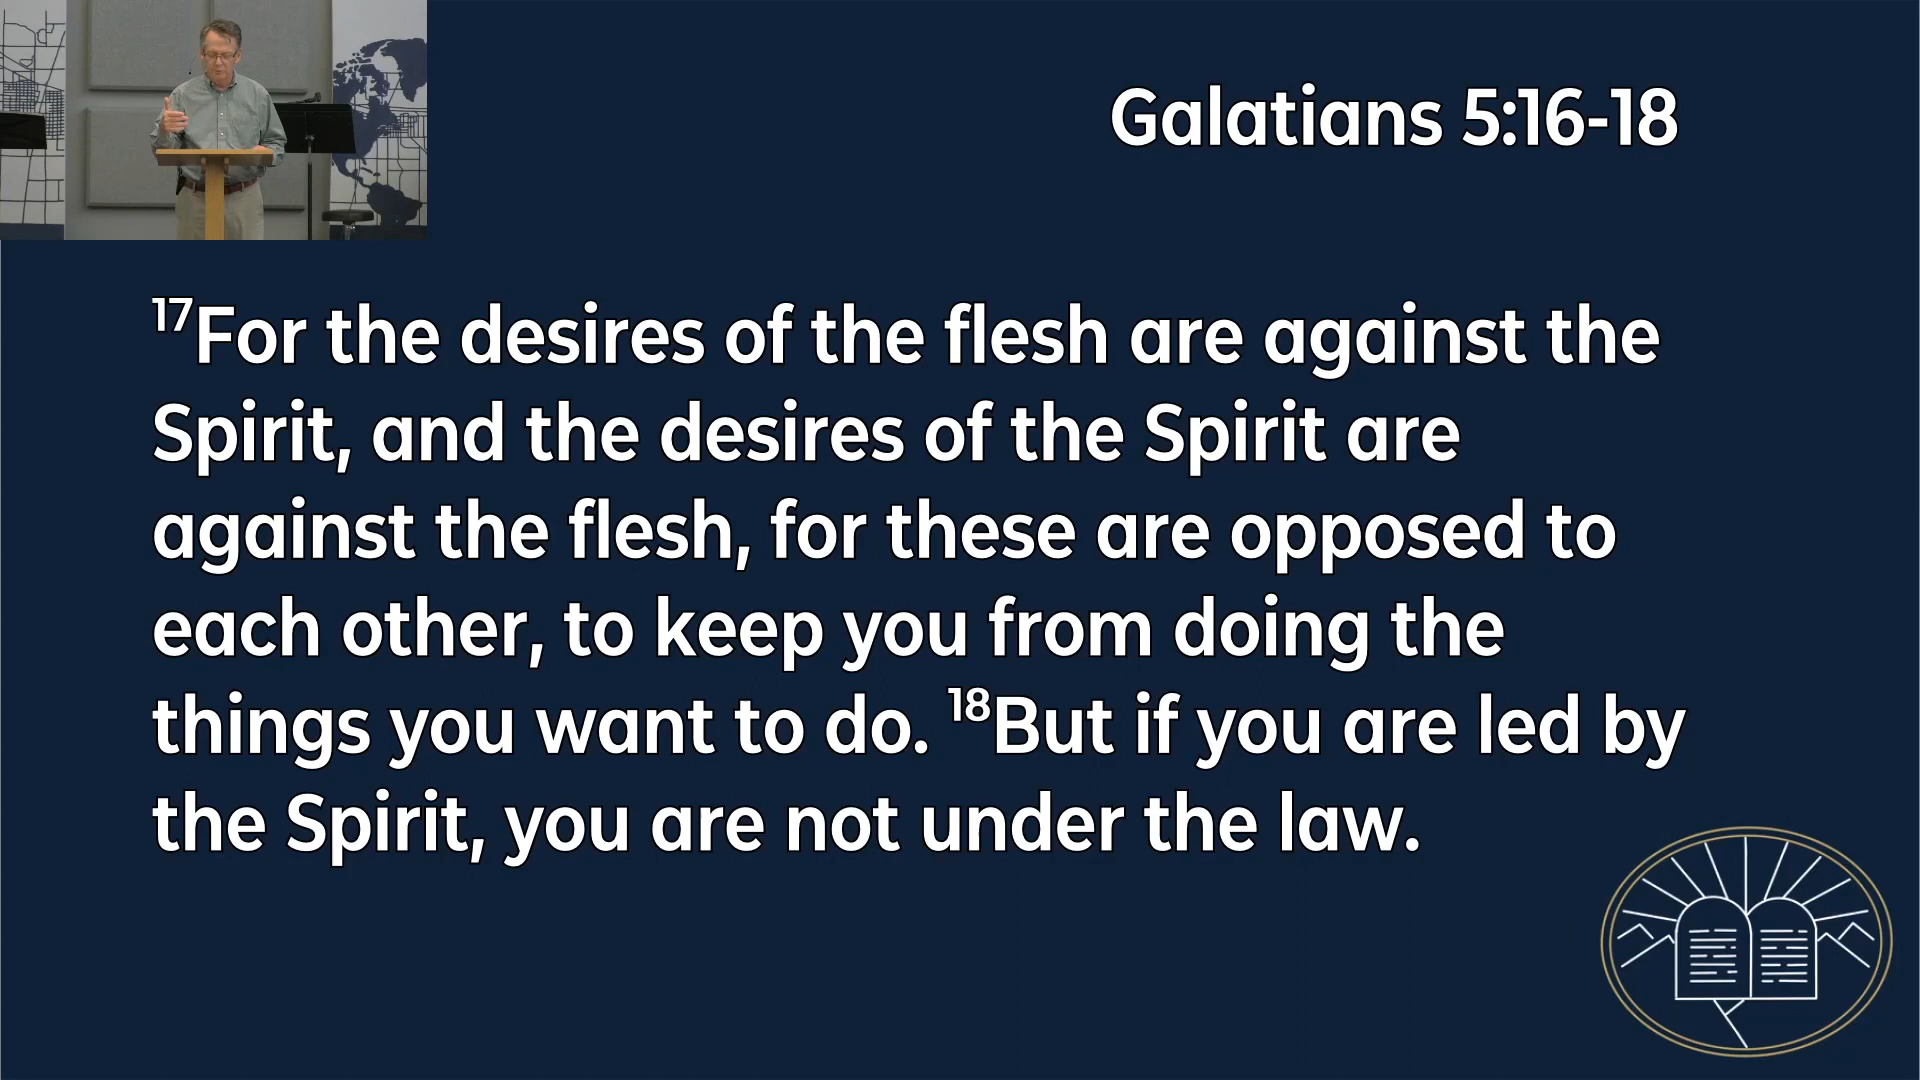 Galatians 5:16-18
17For the desires of the flesh are against the
Spirit, and the desires of the Spirit are
against the flesh, for these are opposed to
each other, to keep you from doing the
things you want to do. 18But if you are led by
the Spirit, you are not under the law.